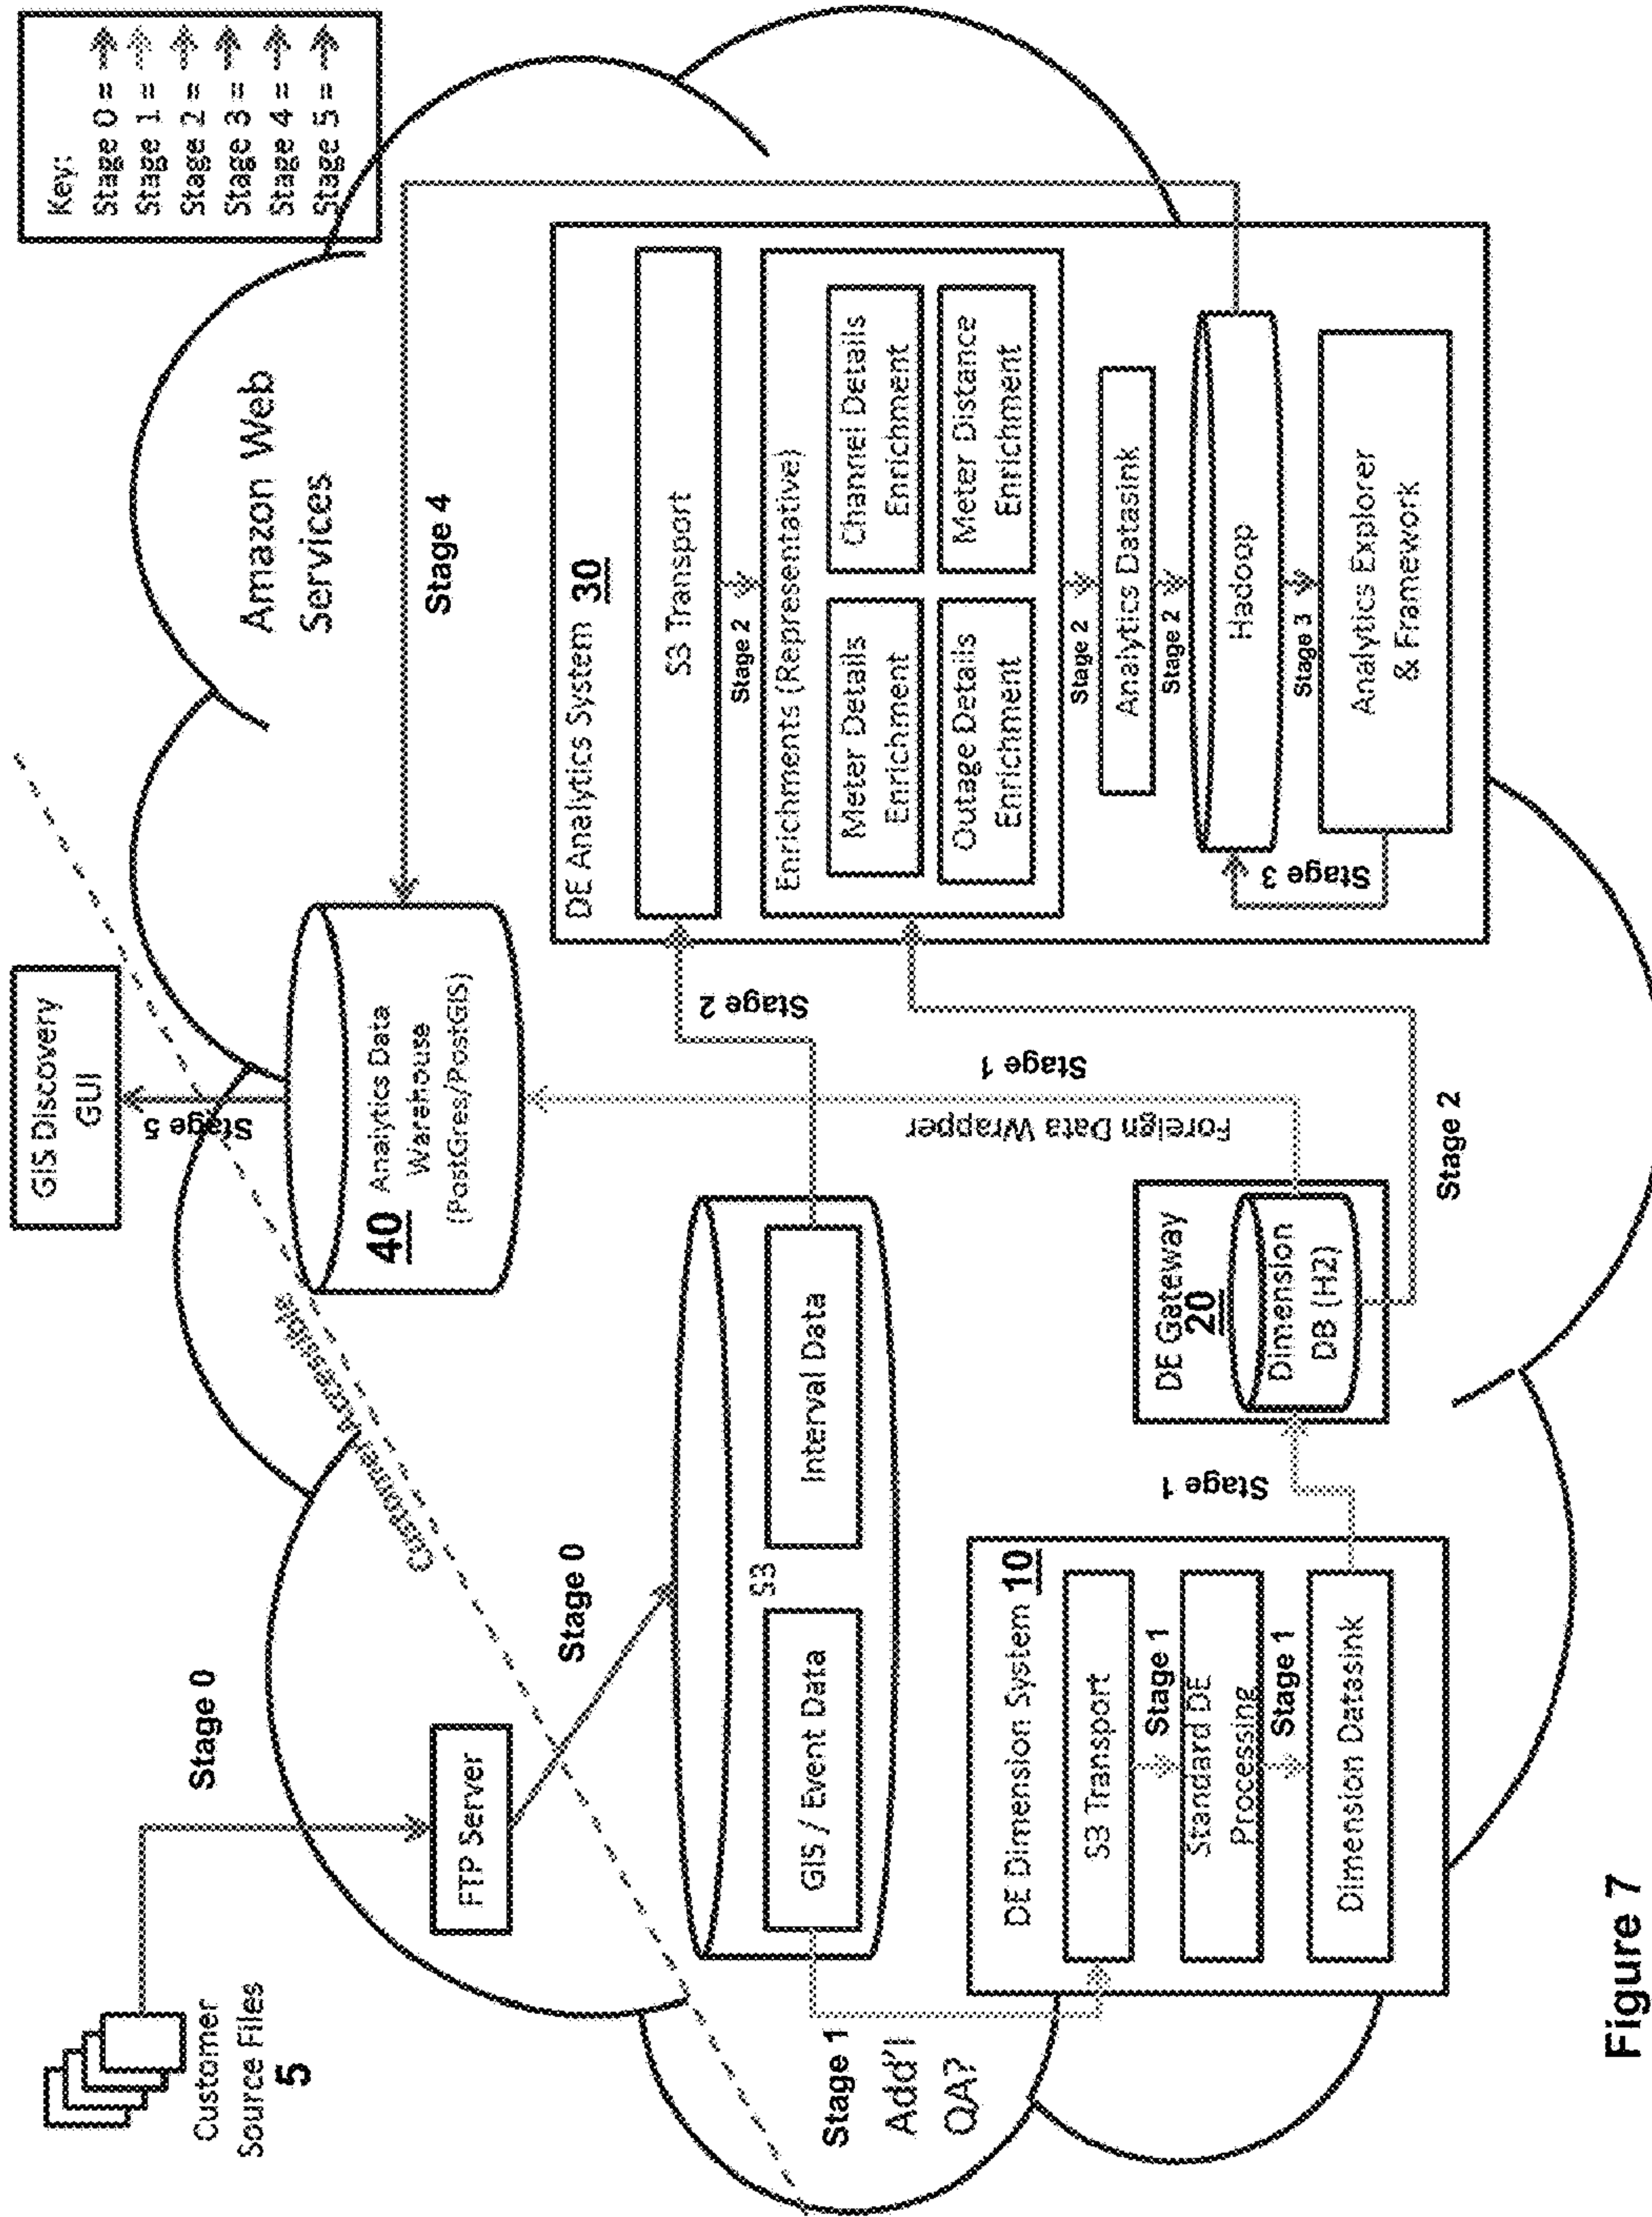 Customer
Source Files
5
Stage 0
FTP Server
Stage 0
Customer Accessible
GIS Discovery
GUI
Stage 5
Key:
Stage 0 =
Stage 1 =
Stage 2 =
Stage 3 =
Stage 4 =
Stage 5 =
Amazon Web
Services
40 Analytics Data
Warehouse
(PostGres/PostGIS)
Stage 4
S3
GIS / Event Data
Interval Data
Stage 1
Add'l
QA?
Stage 2
Stage 1
Foreign Data Wrapper
DE Dimension System 10
S3 Transport
Stage 1
Standard DE
Processing
Stage 1
Dimension Datasink
Stage 1
DE Gateway
20
Dimension
DB (H2)
Stage 2
DE Analytics System 30
S3 Transport
Stage 2
Enrichments (Representative)
Meter Details
Enrichment
Channel Details
Enrichment
Outage Details
Enrichment
Meter Distance
Enrichment
Stage 2
Analytics Datasink
Stage 2
Hadoop
Stage 3
Stage 3
Analytics Explorer
& Framework
Figure 7